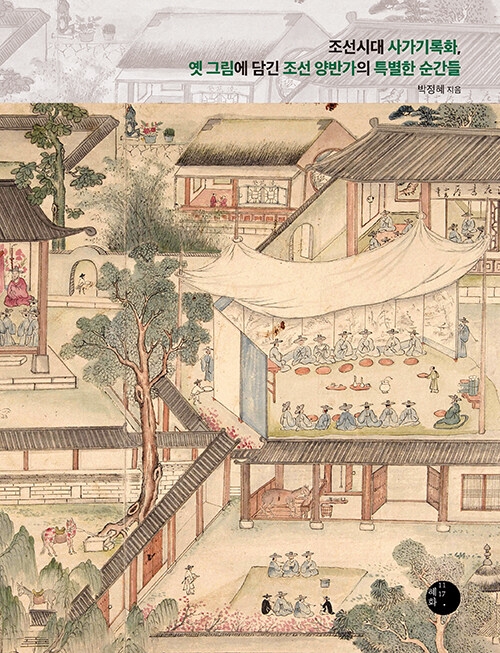 조선시대 사가기록화,
옛 그림에 담긴 조선 양반가의 특별한 순간들
박정혜 지음
혜화
11
17